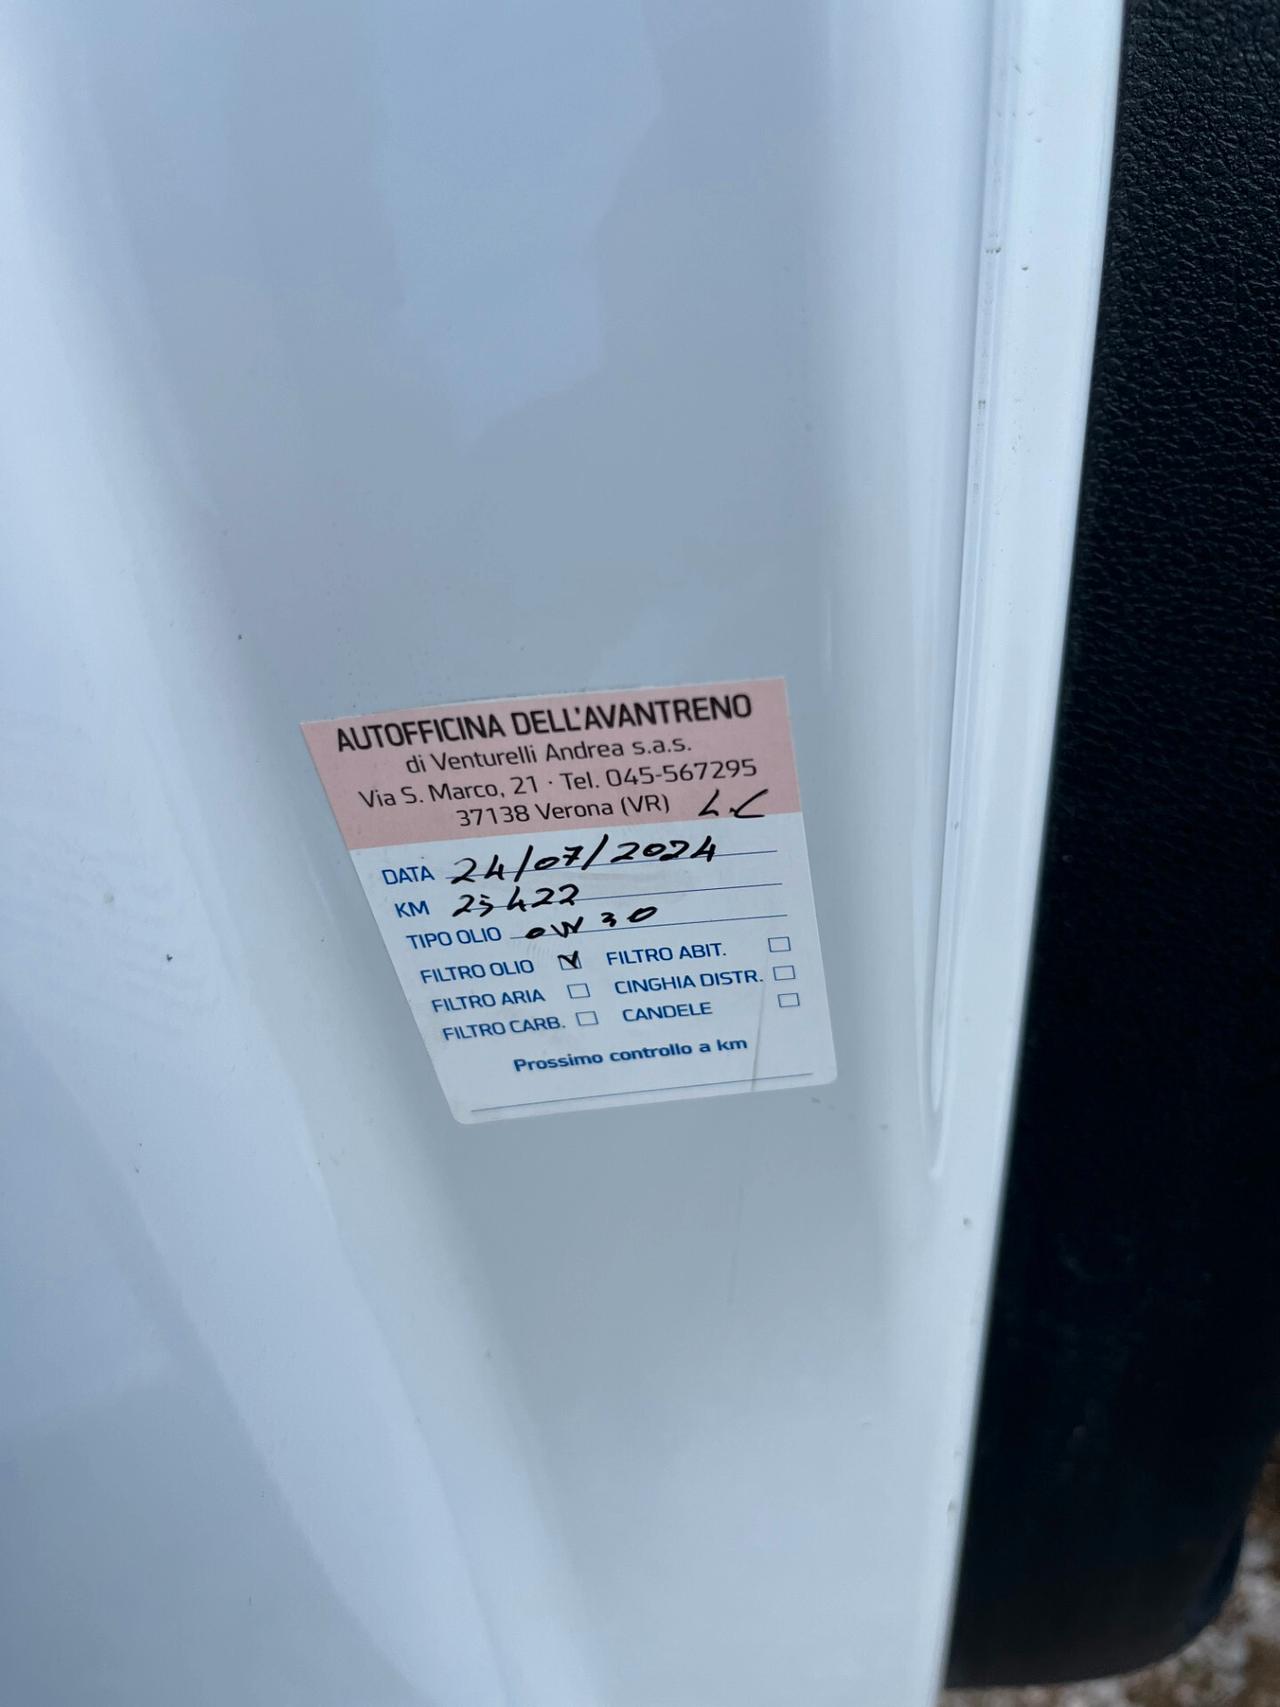 AUTOFFICINA DELL'AVANTRENO
di Venturelli Andrea s.a.s.
Via S. Marco, 21 · Tel. 045-567295
37138 Verona (VR)
DATA 24/07/2024
KM 25422
TIPO OLIO 0W30
FILTRO OLIO FILTRO ABIT.
FILTRO ARIA CINGHIA DISTR.
FILTRO CARB. CANDELE
Prossimo controllo a km